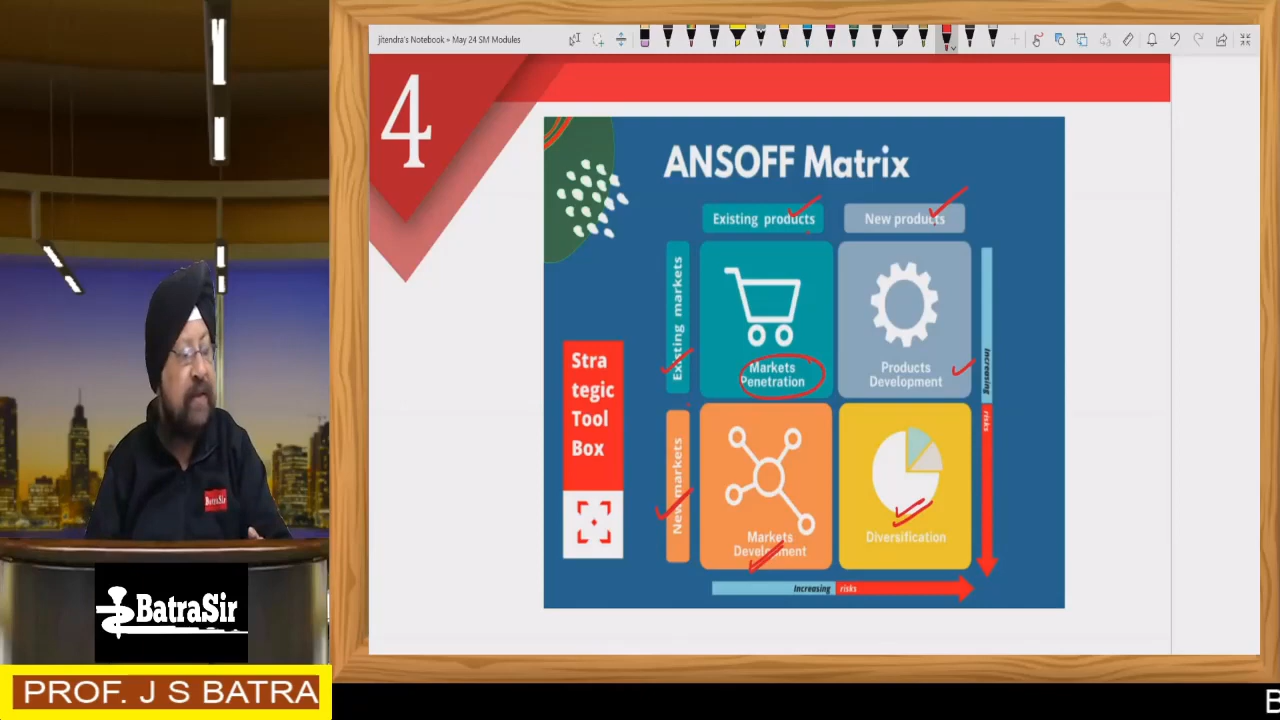 jitendra's Notebook » May 24 SM Modules
4
ANSOFF Matrix
Existing products
New products
Existing markets
Markets
Penetration
Products
Development
Increasing
risks
Stra
tegic
Tool
Box
New markets
Markets
Development
Diversification
Increasing risks
BatraSir
BatraSir
PROF. J S BATRA
B